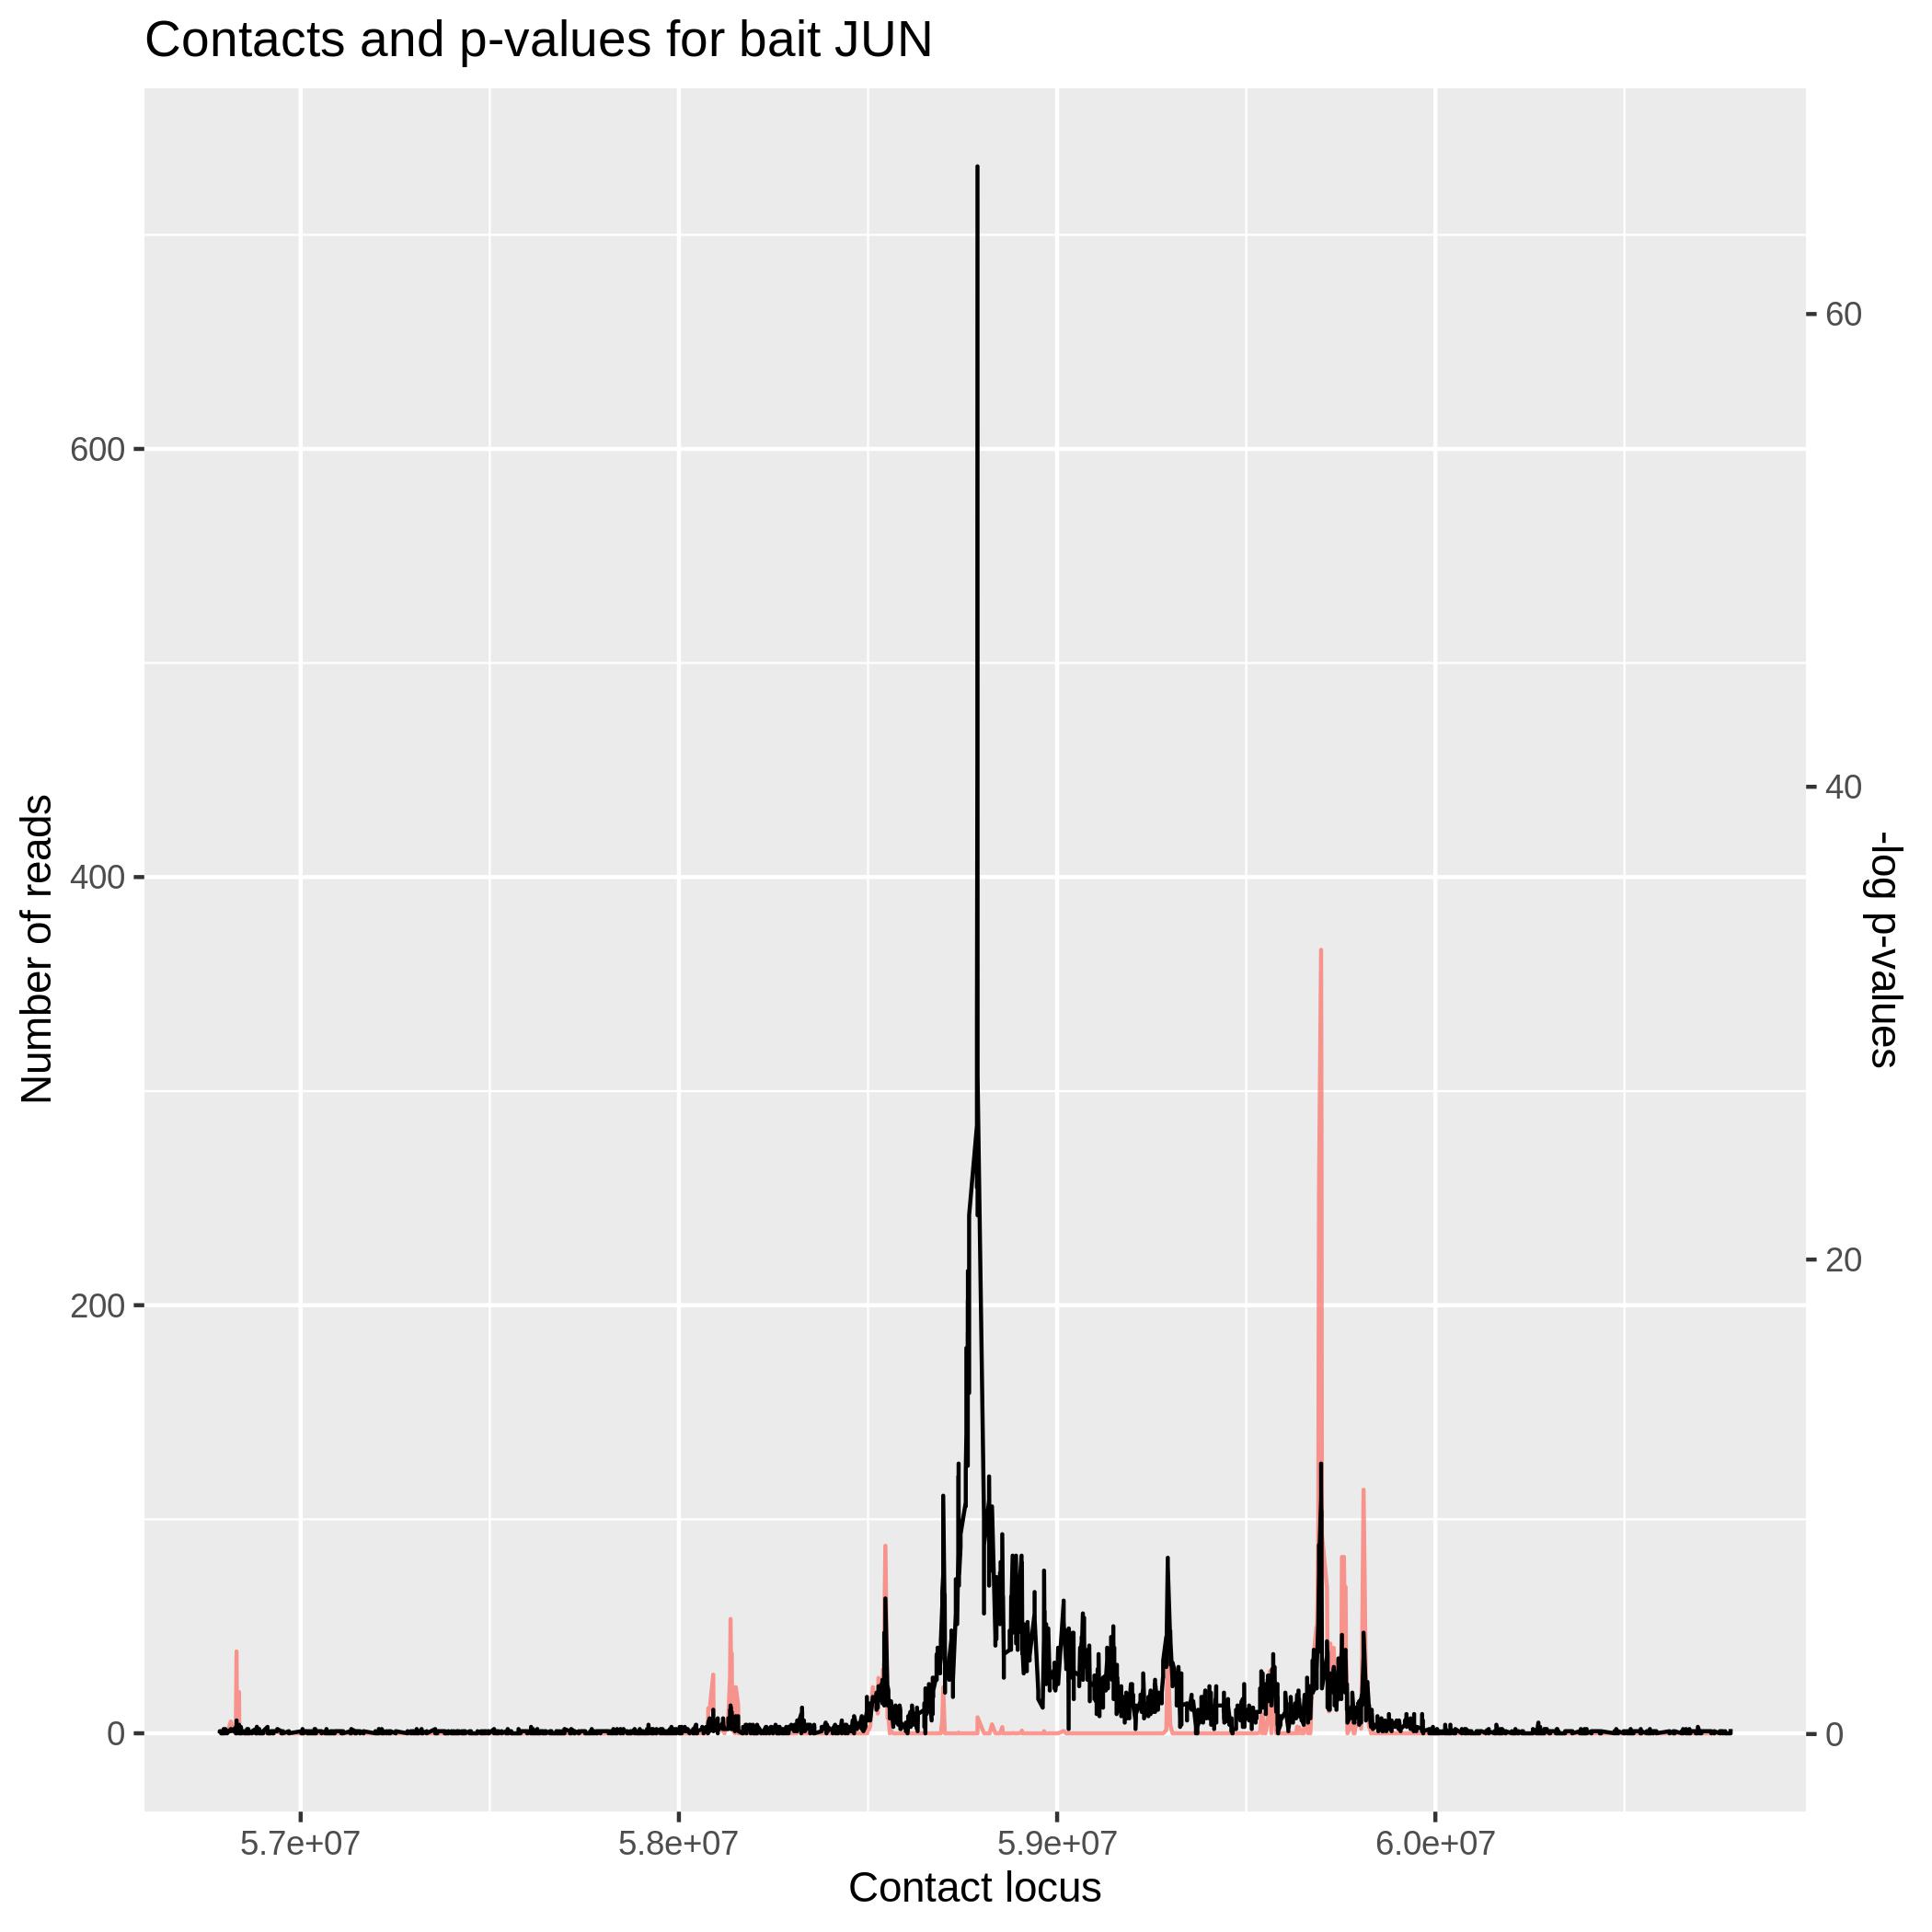 Contacts and p-values for bait JUN
Number of reads
600
400
200
0
60
40
20
0
-log p-values
5.7e+07 5.8e+07 5.9e+07 6.0e+07
Contact locus